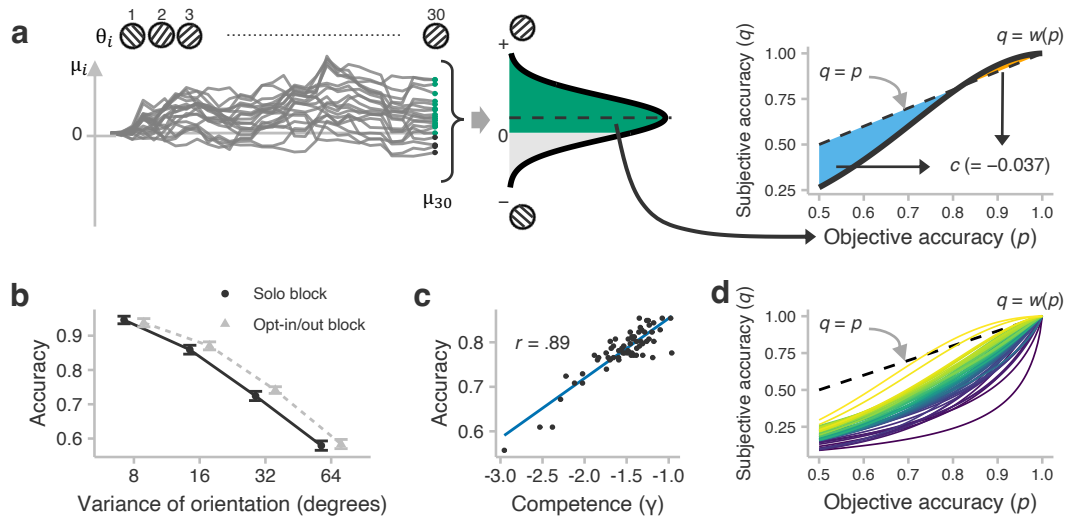 a
1 2 3 30
θi
μi
0
μ30
+
0
−
Subjective accuracy (q)
1.00
0.75
0.50
0.25
q = w(p)
q = p
c (= −0.037)
0.5 0.6 0.7 0.8 0.9 1.0
Objective accuracy (p)
b
Accuracy
0.9
0.8
0.7
0.6
Solo block
Opt-in/out block
8 16 32 64
Variance of orientation (degrees)
c
Accuracy
0.8
0.7
0.6
r = .89
-3.0 -2.5 -2.0 -1.5 -1.0
Competence (γ)
d
Subjective accuracy (q)
1.00
0.75
0.50
0.25
q = w(p)
q = p
0.5 0.6 0.7 0.8 0.9 1.0
Objective accuracy (p)